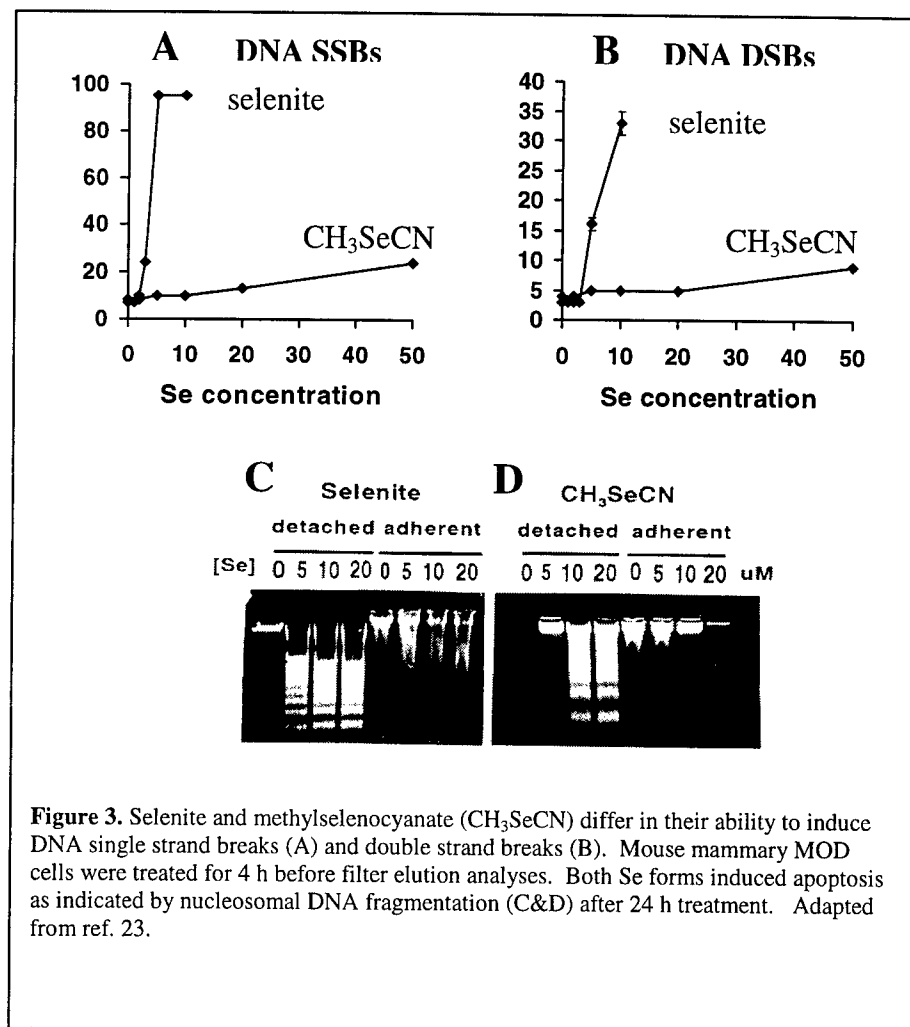 A DNA SSBs
100
80
60
40
20
0
selenite
CH₃SeCN
0 10 20 30 40 50
Se concentration
B DNA DSBs
40
35
30
25
20
15
10
5
0
selenite
CH₃SeCN
0 10 20 30 40 50
Se concentration
C Selenite
detached adherent
[Se] 0 5 10 20 0 5 10 20
D CH₃SeCN
detached adherent
0 5 10 20 0 5 10 20 uM
Figure 3. Selenite and methylselenocyanate (CH₃SeCN) differ in their ability to induce
DNA single strand breaks (A) and double strand breaks (B). Mouse mammary MOD
cells were treated for 4 h before filter elution analyses. Both Se forms induced apoptosis
as indicated by nucleosomal DNA fragmentation (C&D) after 24 h treatment. Adapted
from ref. 23.